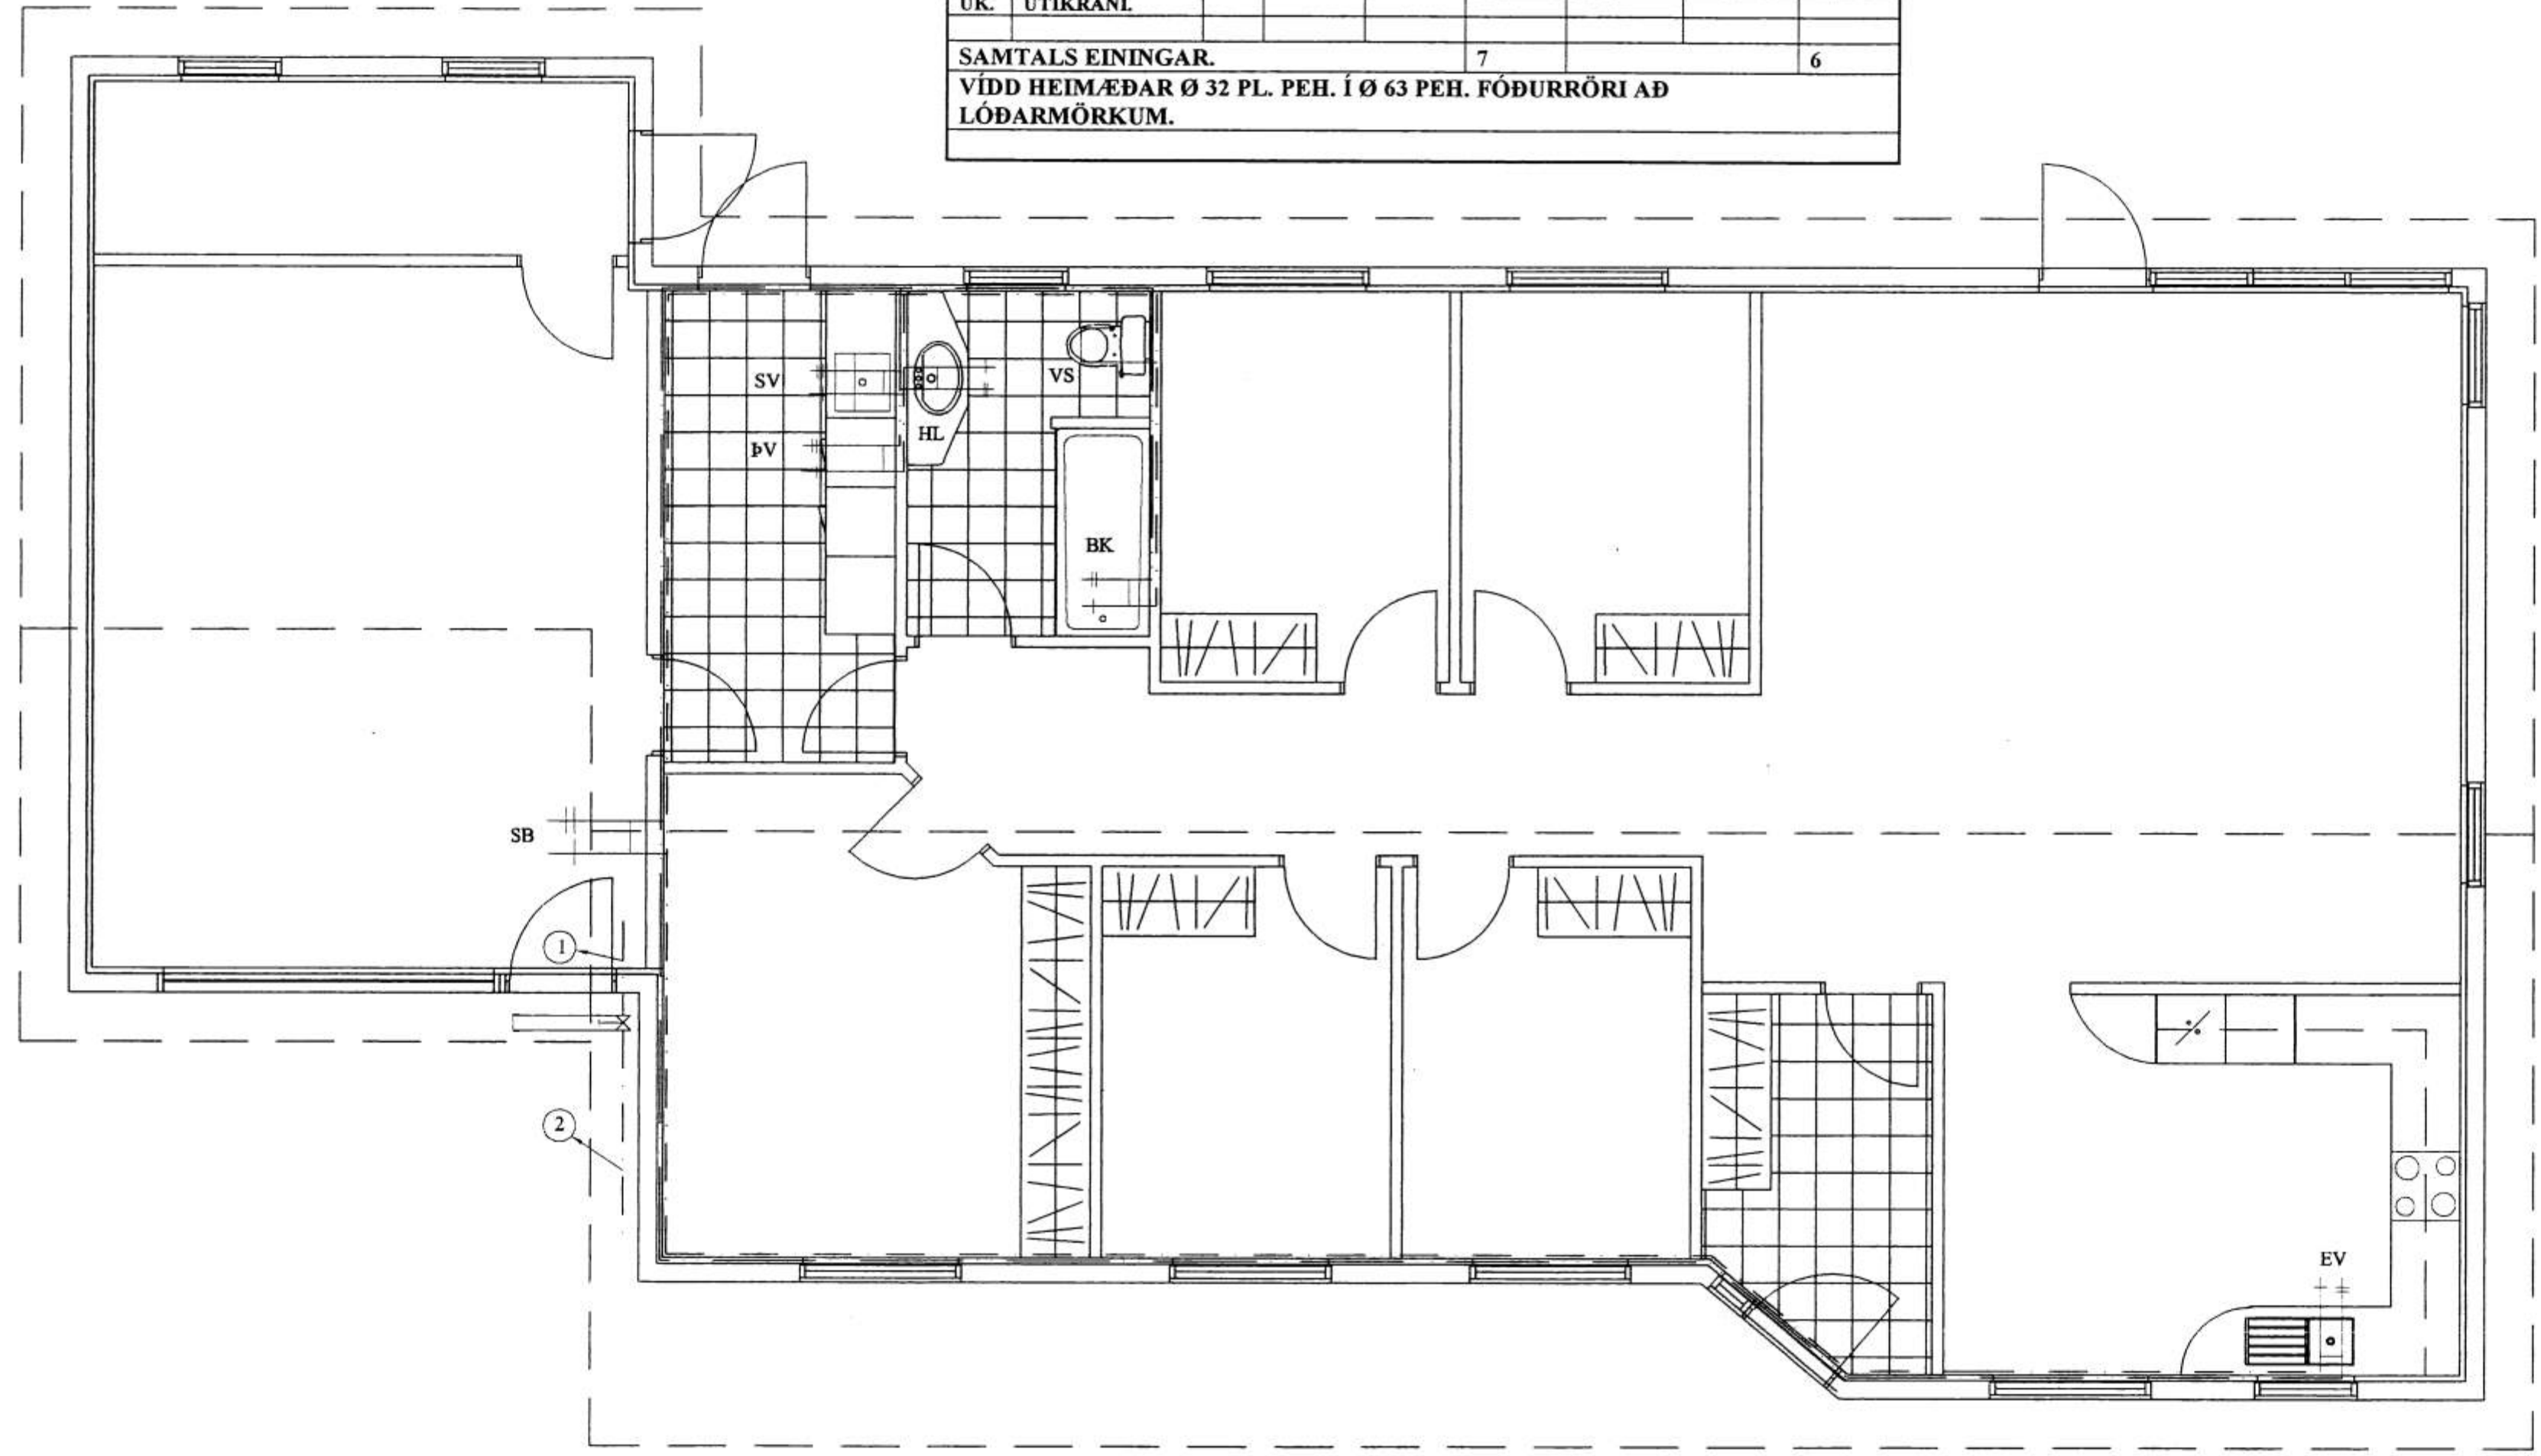 UK. ÚTIKRANI.
SAMTALS EININGAR. 7 6
VÍDD HEIMÆÐAR Ø 32 PL. PEH. Í Ø 63 PEH. FÓÐURRÖRI AÐ
LÓÐARMÖRKUM.
SV
VS
HL
ÞV
BK
SB
1
2
EV